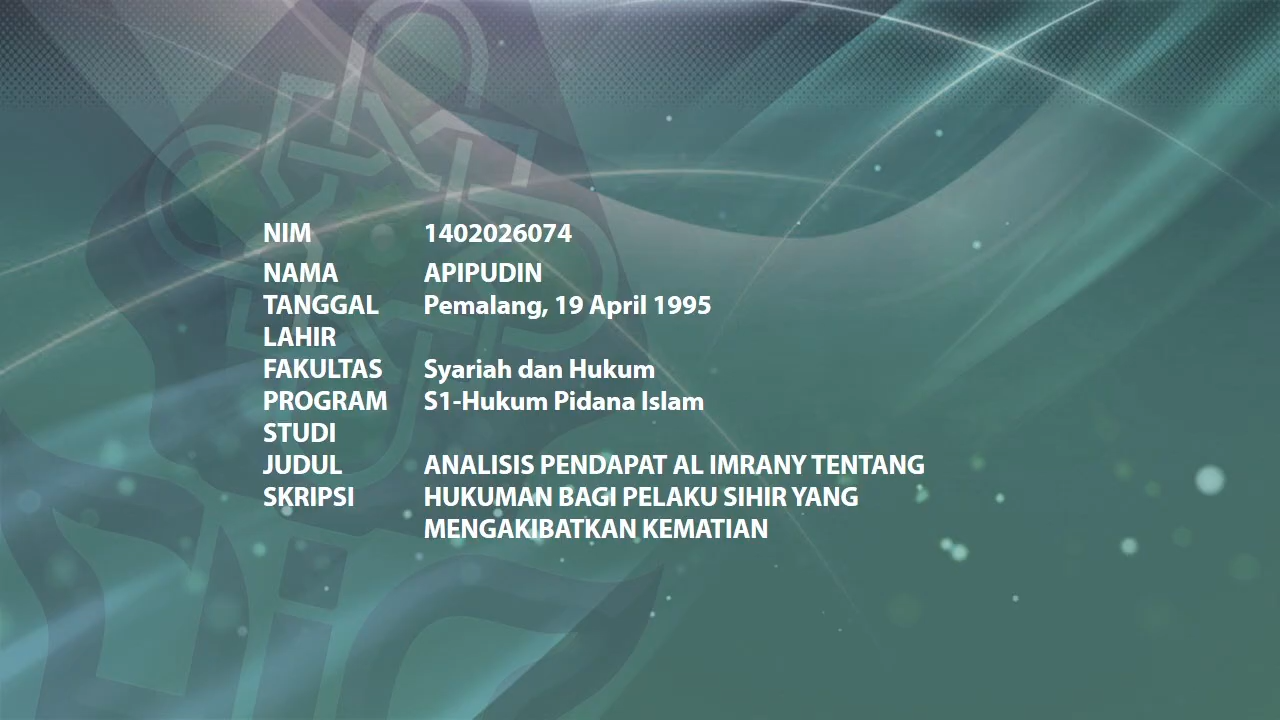 NIM 1402026074
NAMA APIPUDIN
TANGGAL Pemalang, 19 April 1995
LAHIR
FAKULTAS Syariah dan Hukum
PROGRAM S1-Hukum Pidana Islam
STUDI
JUDUL ANALISIS PENDAPAT AL IMRANY TENTANG
SKRIPSI HUKUMAN BAGI PELAKU SIHIR YANG
MENGAKIBATKAN KEMATIAN